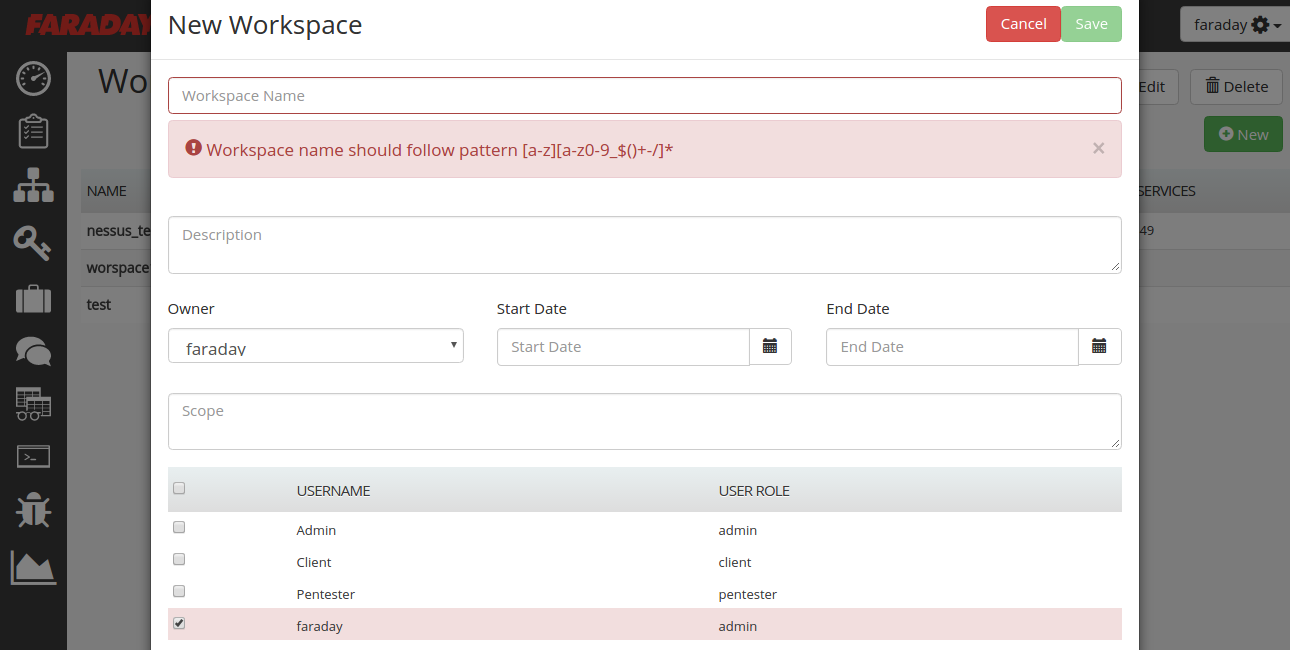 FARADAY
New Workspace
Cancel
Save
faraday
Wo
Edit
Delete
New
Workspace Name
Workspace name should follow pattern [a-z][a-z0-9_$()+-/]*
×
NAME
SERVICES
nessus_te
49
worspace
test
Description
Owner
Start Date
End Date
faraday
Start Date
End Date
Scope
USERNAME
USER ROLE
Admin
admin
Client
client
Pentester
pentester
faraday
admin